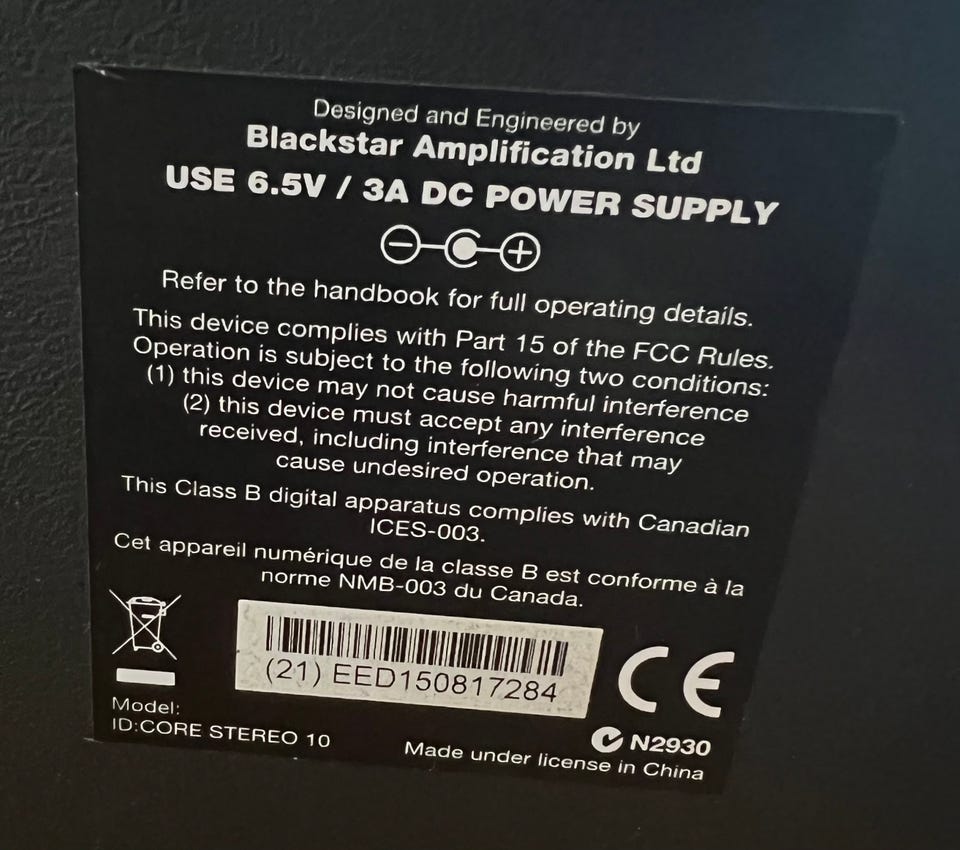 Designed and Engineered by
Blackstar Amplification Ltd
USE 6.5V / 3A DC POWER SUPPLY
Refer to the handbook for full operating details.
This device complies with Part 15 of the FCC Rules.
Operation is subject to the following two conditions:
(1) this device may not cause harmful interference
(2) this device must accept any interference
received, including interference that may
cause undesired operation.
This Class B digital apparatus complies with Canadian
ICES-003.
Cet appareil numérique de la classe B est conforme à la
norme NMB-003 du Canada.
(21) EED150817284
CE
Model:
ID:CORE STEREO 10
N2930
Made under license in China